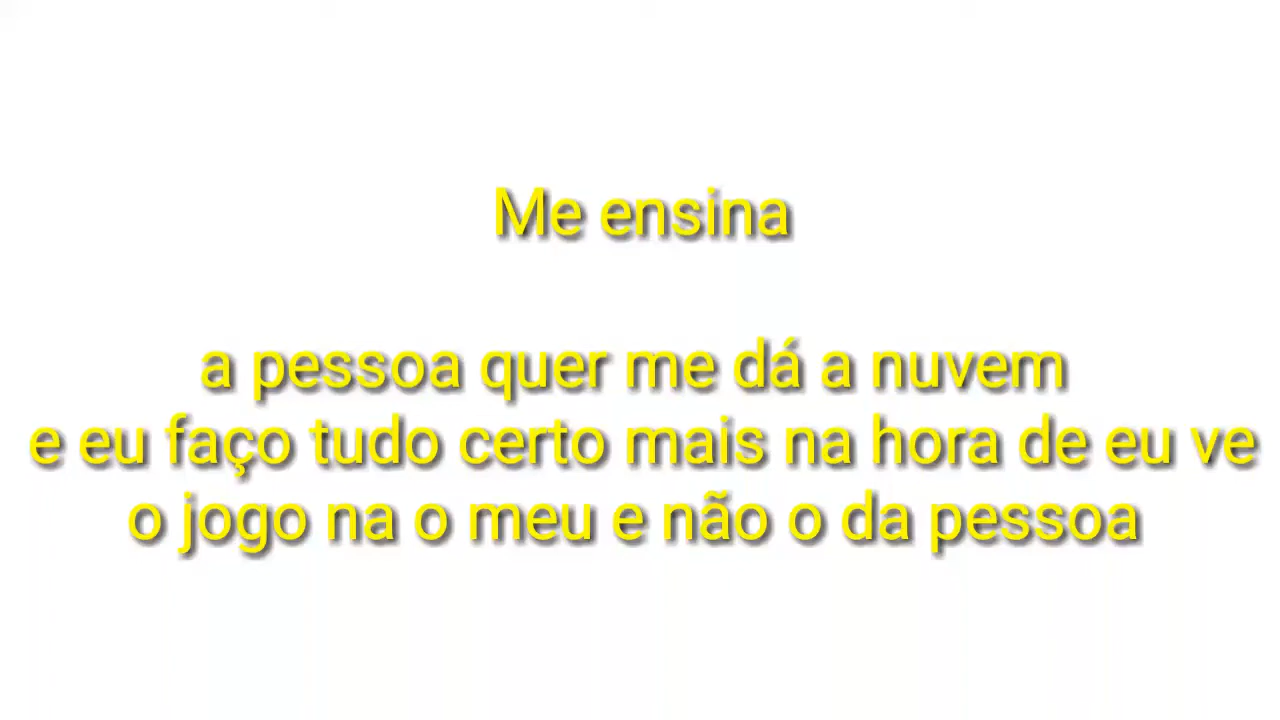 Me ensina
a pessoa quer me dá a nuvem
e eu faço tudo certo mais na hora de eu ve
o jogo na o meu e não o da pessoa